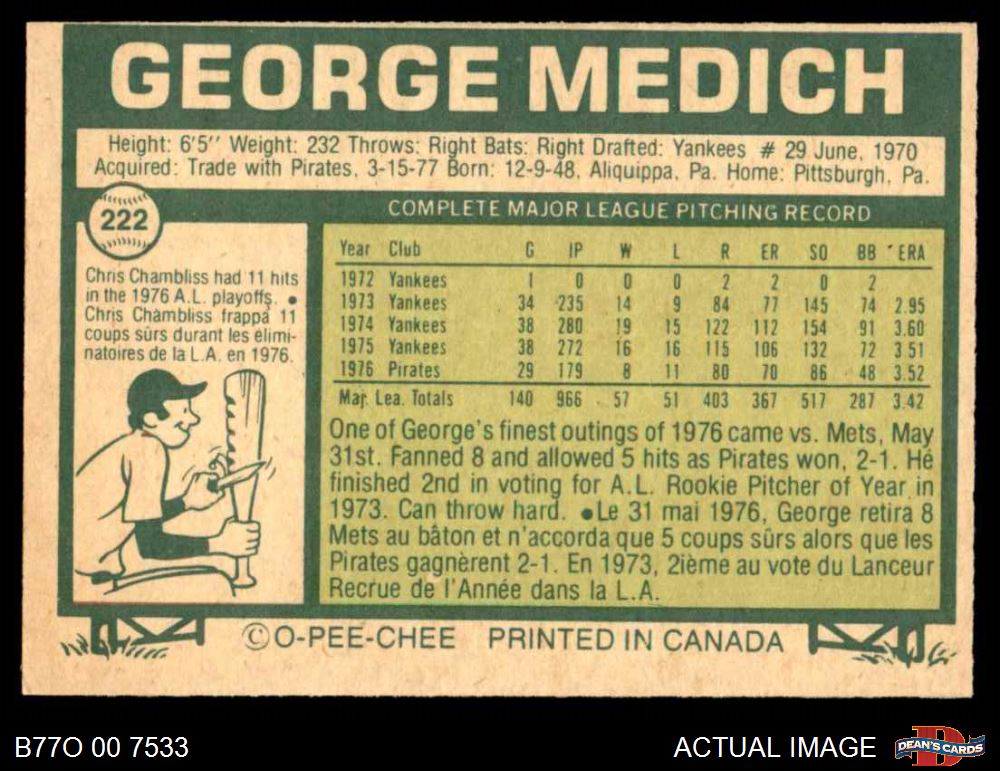 GEORGE MEDICH
Height: 6'5'' Weight: 232 Throws: Right Bats: Right Drafted: Yankees # 29 June, 1970
Acquired: Trade with Pirates, 3-15-77 Born: 12-9-48, Aliquippa, Pa. Home: Pittsburgh, Pa.
222
COMPLETE MAJOR LEAGUE PITCHING RECORD
Chris Chambliss had 11 hits
in the 1976 A.L. playoffs. ●
Chris Chambliss frappa 11
coups sûrs durant les élimi-
natoires de la L.A. en 1976.
Year Club G IP W L R ER SO BB ERA
1972 Yankees 1 0 0 0 2 2 0 2
1973 Yankees 34 235 14 9 84 77 145 74 2.95
1974 Yankees 38 280 19 15 122 112 154 91 3.60
1975 Yankees 38 272 16 16 115 106 132 72 3.51
1976 Pirates 29 179 8 11 80 70 86 48 3.52
Maj. Lea. Totals 140 966 57 51 403 367 517 287 3.42
One of George's finest outings of 1976 came vs. Mets, May
31st. Fanned 8 and allowed 5 hits as Pirates won, 2-1. He
finished 2nd in voting for A.L. Rookie Pitcher of Year in
1973. Can throw hard. ●Le 31 mai 1976, George retira 8
Mets au bâton et n'accorda que 5 coups sûrs alors que les
Pirates gagnèrent 2-1. En 1973, 2ième au vote du Lanceur
Recrue de l'Année dans la L.A.
©O-PEE-CHEE PRINTED IN CANADA
B77O 00 7533
ACTUAL IMAGE
D
DEAN'S CARDS